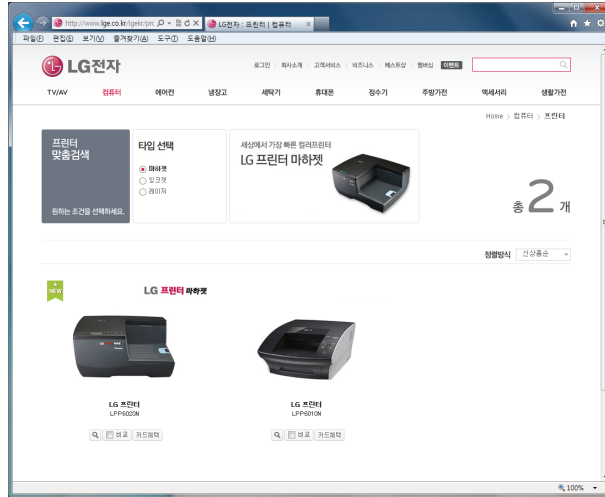 http://www.lge.co.kr/lgekr/pr
LG전자 : 프린터 | 컴퓨터
파일(F) 편집(E) 보기(V) 즐겨찾기(A) 도구(T) 도움말(H)
LG전자
로그인 회사소개 고객서비스 비즈니스 베스트샵 멤버십 이벤트
TV/AV 컴퓨터 에어컨 냉장고 세탁기 휴대폰 정수기 주방가전 액세서리 생활가전
Home > 컴퓨터 > 프린터
프린터
맞춤검색
원하는 조건을 선택하세요.
타입 선택
마하젯
잉크젯
레이저
세상에서 가장 빠른 컬러프린터
LG 프린터 마하젯
총 2 개
정렬방식 신상품순
NEW
LG 프린터 마하젯
LG 프린터
LPP6020N
비교 카드혜택
LG 프린터
LPP6010N
비교 카드혜택
100%